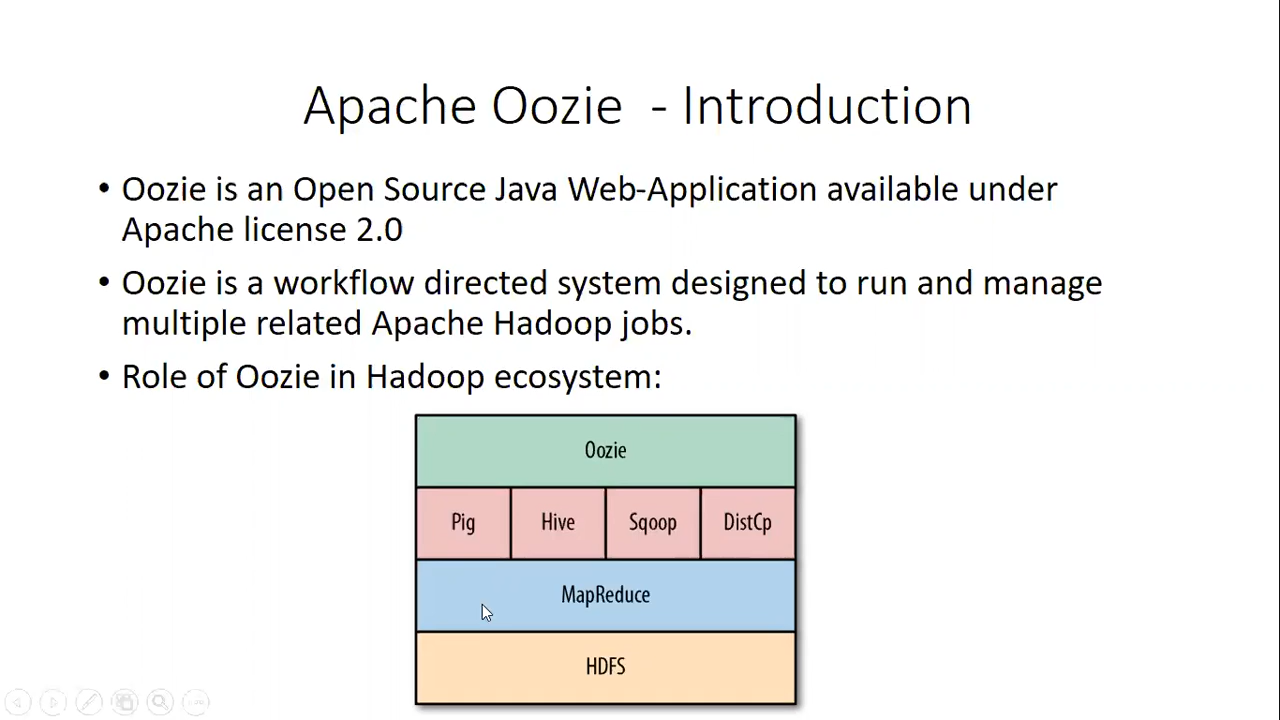 Apache Oozie - Introduction
• Oozie is an Open Source Java Web-Application available under
Apache license 2.0
• Oozie is a workflow directed system designed to run and manage
multiple related Apache Hadoop jobs.
• Role of Oozie in Hadoop ecosystem:
Oozie
Pig Hive Sqoop DistCp
MapReduce
HDFS